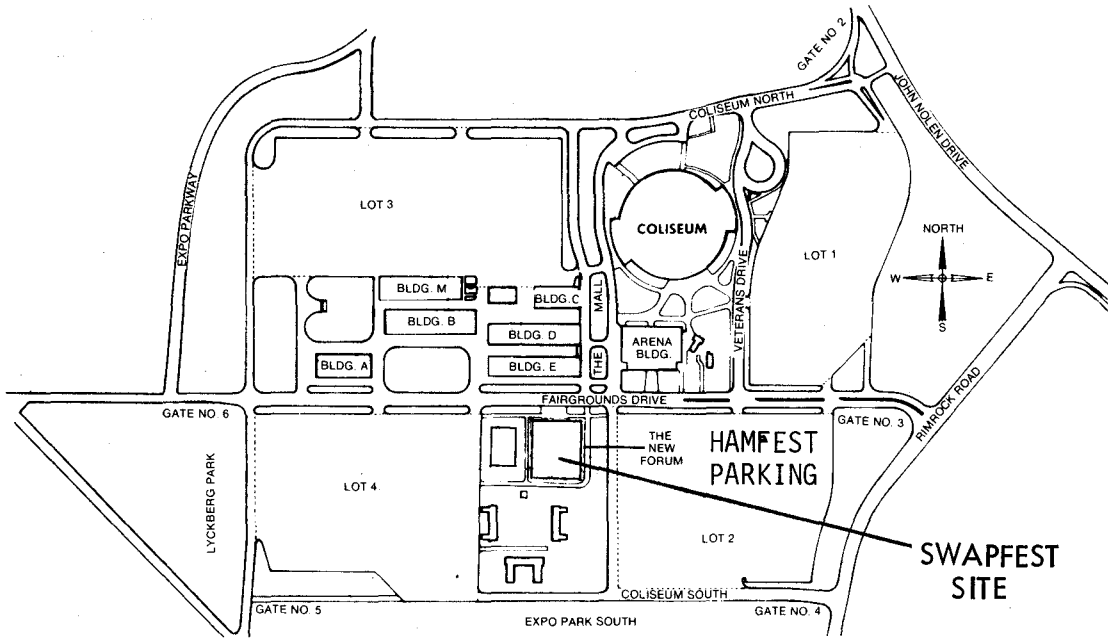 GATE NO. 2
JOHN NOLEN DRIVE
COLISEUM NORTH
EXPO PARKWAY
LOT 3
COLISEUM
VETERANS DRIVE
LOT 1
NORTH
W
E
S
BLDG. M
BLDG. C
BLDG. B
BLDG. D
THE MALL
ARENA
BLDG.
BLDG. A
BLDG. E
FAIRGROUNDS DRIVE
GATE NO. 6
GATE NO. 3
RIMROCK ROAD
THE
NEW
FORUM
HAMFEST
PARKING
LYCKBERG PARK
LOT 4
LOT 2
SWAPFEST
SITE
COLISEUM SOUTH
GATE NO. 5
GATE NO. 4
EXPO PARK SOUTH